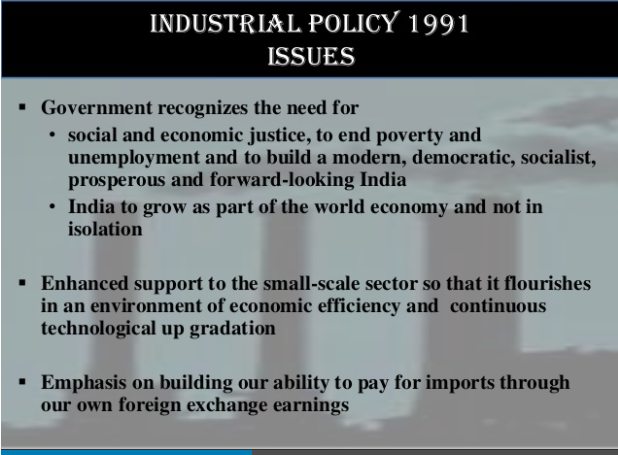 INDUSTRIAL POLICY 1991
ISSUES
▪ Government recognizes the need for
• social and economic justice, to end poverty and
unemployment and to build a modern, democratic, socialist,
prosperous and forward-looking India
• India to grow as part of the world economy and not in
isolation
▪ Enhanced support to the small-scale sector so that it flourishes
in an environment of economic efficiency and continuous
technological up gradation
▪ Emphasis on building our ability to pay for imports through
our own foreign exchange earnings